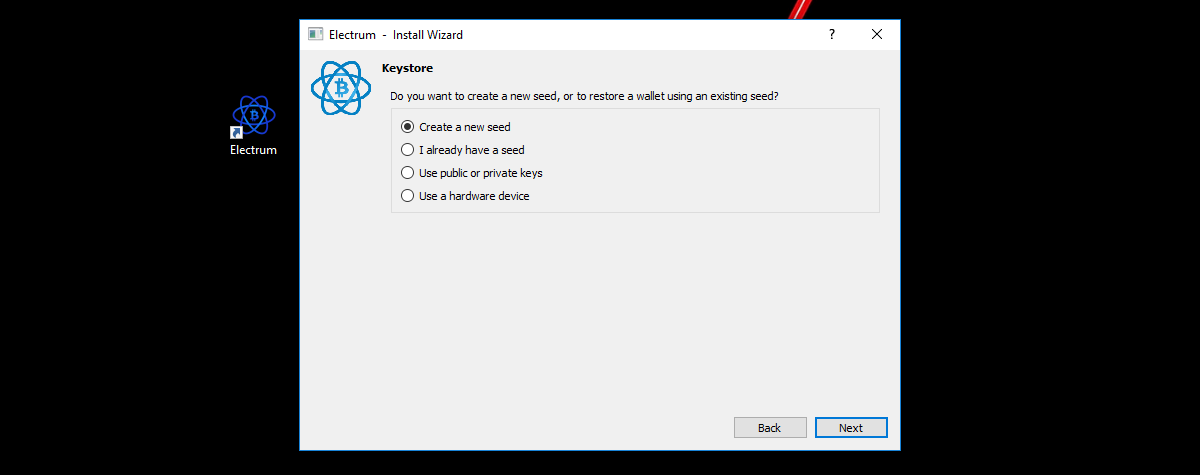 Electrum - Install Wizard
?
Keystore
Do you want to create a new seed, or to restore a wallet using an existing seed?
Create a new seed
I already have a seed
Use public or private keys
Use a hardware device
Electrum
Back
Next